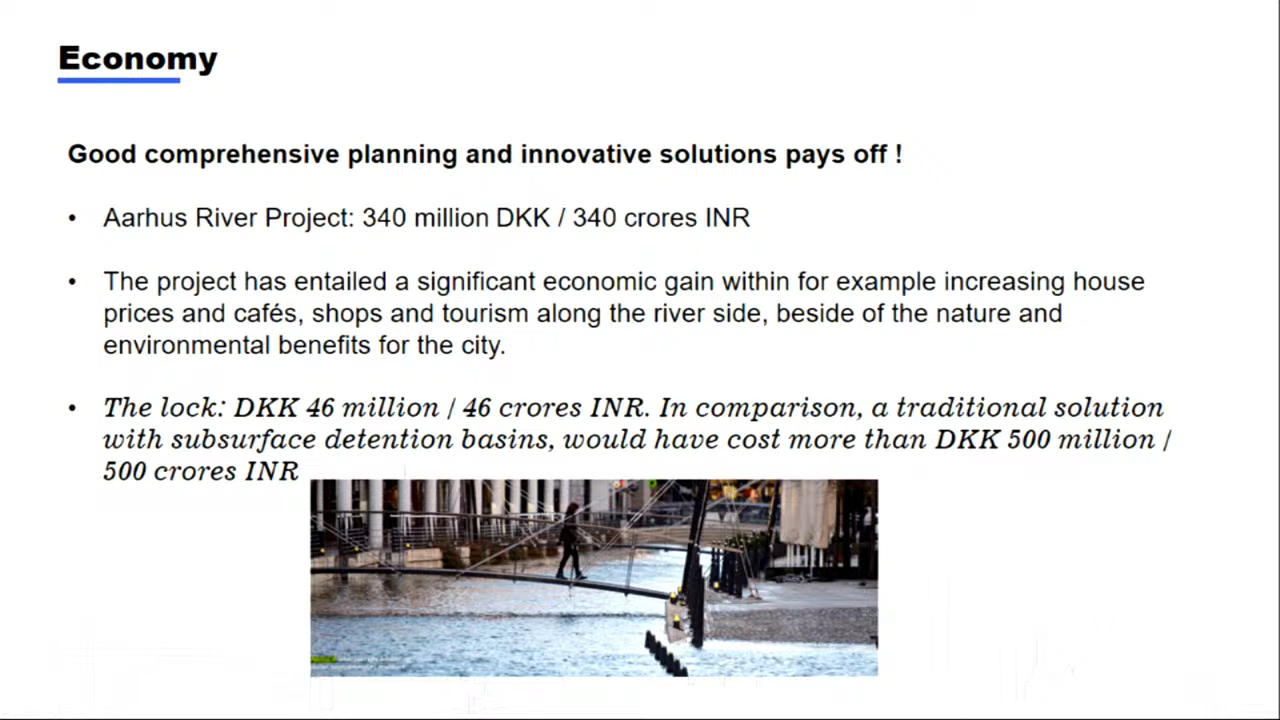 Economy
Good comprehensive planning and innovative solutions pays off !
• Aarhus River Project: 340 million DKK / 340 crores INR
• The project has entailed a significant economic gain within for example increasing house
prices and cafés, shops and tourism along the river side, beside of the nature and
environmental benefits for the city.
• The lock: DKK 46 million / 46 crores INR. In comparison, a traditional solution
with subsurface detention basins, would have cost more than DKK 500 million /
500 crores INR